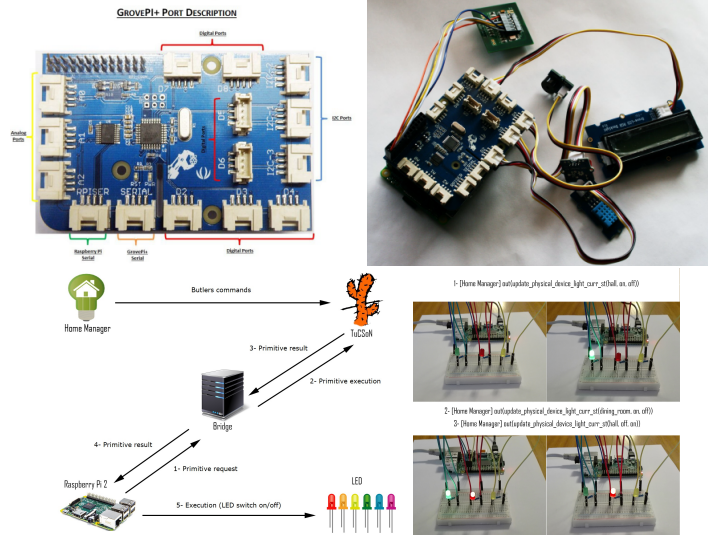 GROVEPI+ PORT DESCRIPTION
Digital Ports
D7
D8
I2C-2
Analog
Ports
A0
A1
A2
D5
Digital Ports
D6
I2C-1
I2C-3
I2C Ports
RST PWR
RPISER
SERIAL
D2
D3
D4
Raspberry Pi
Serial
GrovePi+
Serial
Digital Ports
Butlers commands
Home Manager
TuCSoN
3- Primitive result
2- Primitive execution
Bridge
4- Primitive result
1- Primitive request
Raspberry Pi 2
5- Execution (LED switch on/off)
LED
1- [Home Manager] out(update_physical_device_light_curr_st(hall, on, off))
2- [Home Manager] out(update_physical_device_light_curr_st(dining_room, on, off))
3- [Home Manager] out(update_physical_device_light_curr_st(hall, off, on))